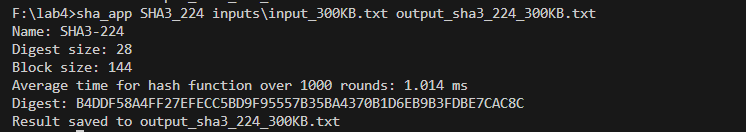 F:\lab4>sha_app SHA3_224 inputs\input_300KB.txt output_sha3_224_300KB.txt
Name: SHA3-224
Digest size: 28
Block size: 144
Average time for hash function over 1000 rounds: 1.014 ms
Digest: B4DDF58A4FF27EFECC5BD9F95557B35BA4370B1D6EB9B3FDBE7CAC8C
Result saved to output_sha3_224_300KB.txt